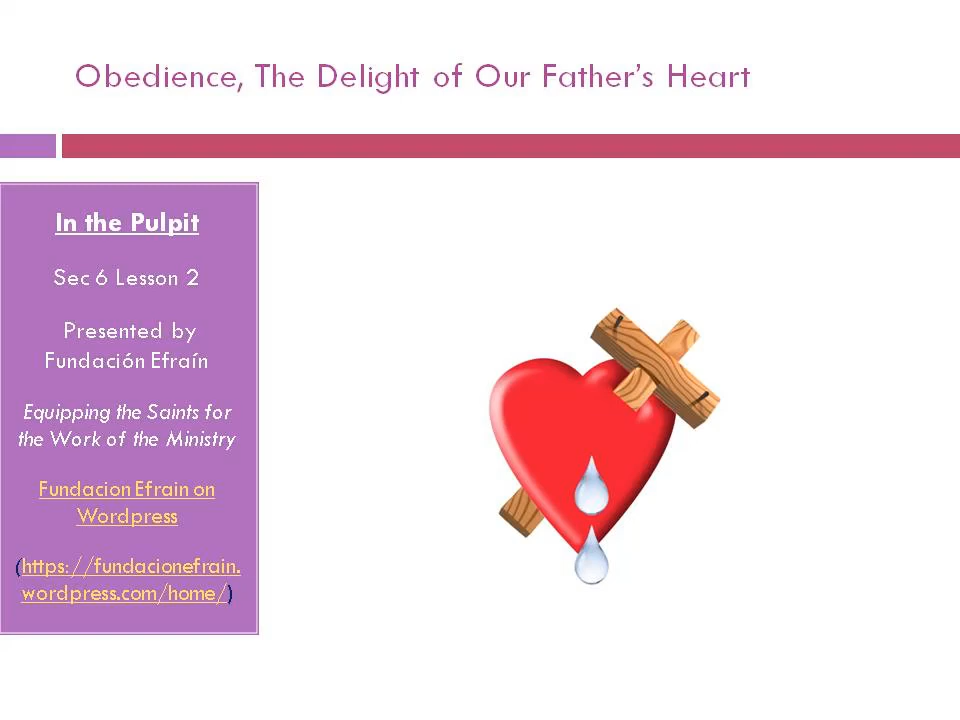 Obedience, The Delight of Our Father's Heart
In the Pulpit
Sec 6 Lesson 2
Presented by
Fundación Efraín
Equipping the Saints for
the Work of the Ministry
Fundacion Efrain on
Wordpress
(https://fundacionefrain.
wordpress.com/home/)